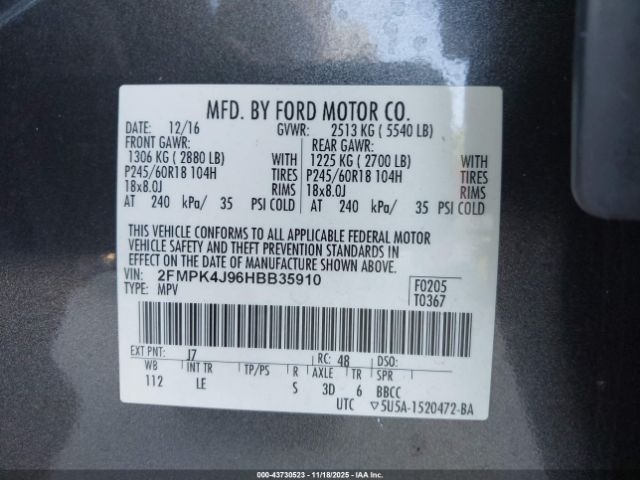 MFD. BY FORD MOTOR CO.
DATE: 12/16 GVWR: 2513 KG ( 5540 LB)
FRONT GAWR: REAR GAWR:
1306 KG ( 2880 LB) WITH 1225 KG ( 2700 LB) WITH
P245/60R18 104H TIRES P245/60R18 104H TIRES
18x8.0J RIMS 18x8.0J RIMS
AT 240 kPa/ 35 PSI COLD AT 240 kPa/ 35 PSI COLD
THIS VEHICLE CONFORMS TO ALL APPLICABLE FEDERAL MOTOR
VEHICLE SAFETY AND THEFT PREVENTION STANDARDS IN
EFFECT ON THE DATE OF MANUFACTURE SHOWN ABOVE.
VIN: 2FMPK4J96HBB35910 F0205
TYPE: MPV T0367
EXT PNT: J7 RC: 48 DSO:
WB INT TR TP/PS R AXLE TR SPR
112 LE S 3D 6 BBCC
UTC ▽5U5A-1520472-BA
000-43730523 — 11/18/2025 — IAAI.com